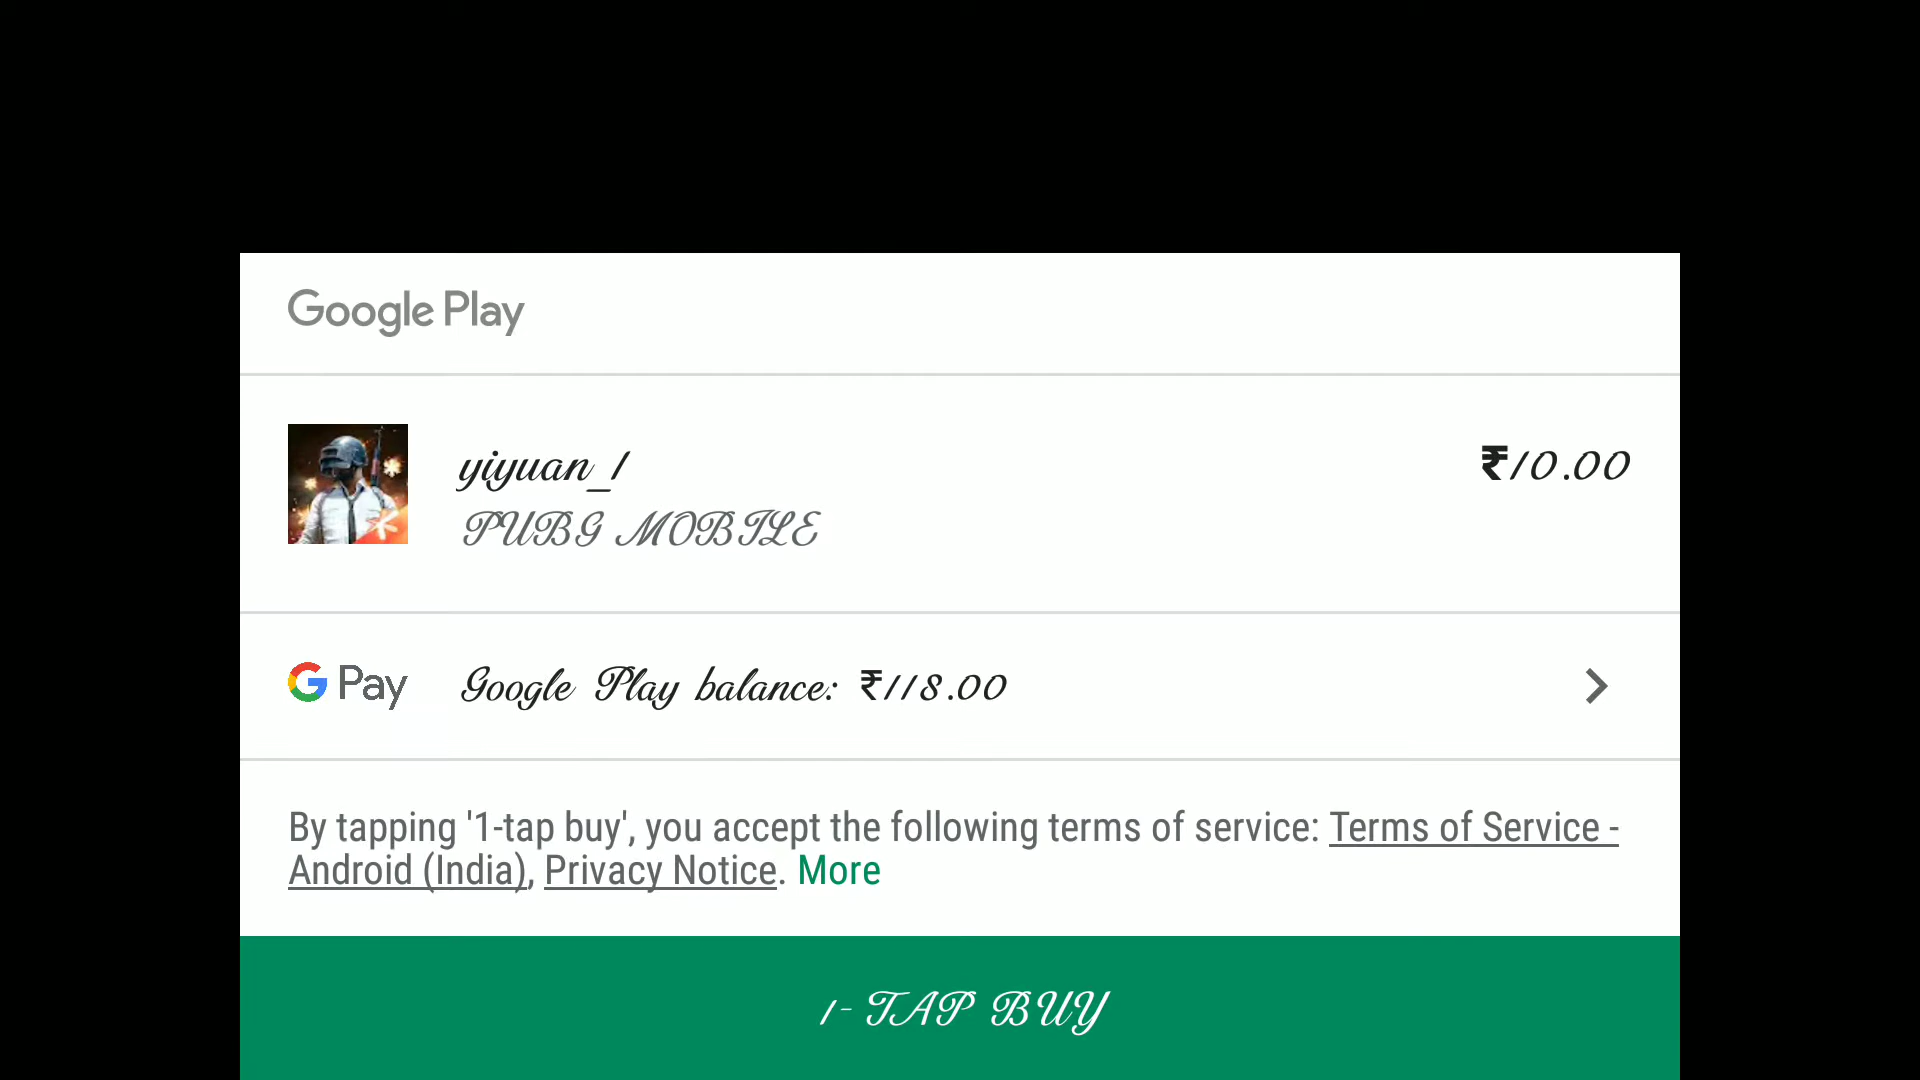 Google Play
yiyuan_1
₹10.00
PUBG MOBILE
G Pay
Google Play balance: ₹118.00
By tapping '1-tap buy', you accept the following terms of service: Terms of Service -
Android (India), Privacy Notice. More
1-TAP BUY